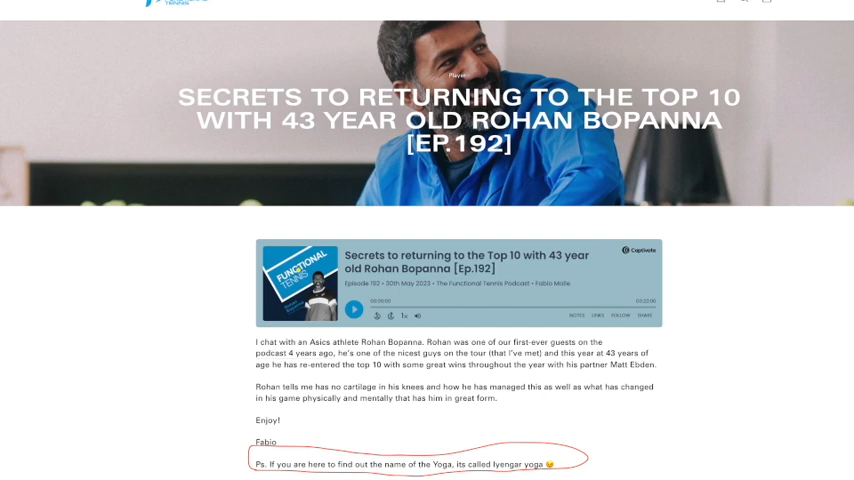 TENNIS
Player
SECRETS TO RETURNING TO THE TOP 10
WITH 43 YEAR OLD ROHAN BOPANNA
[EP.192]
Captivate
FUNCTIONAL
TENNIS
Secrets to returning to the Top 10 with 43 year
old Rohan Bopanna [Ep.192]
Episode 192 • 30th May 2023 • The Functional Tennis Podcast • Fabio Molle
00:00:00
00:22:00
1x
NOTES LINKS FOLLOW SHARE
I chat with an Asics athlete Rohan Bopanna. Rohan was one of our first-ever guests on the
podcast 4 years ago, he's one of the nicest guys on the tour (that I've met) and this year at 43 years of
age he has re-entered the top 10 with some great wins throughout the year with his partner Matt Ebden.
Rohan tells me has no cartilage in his knees and how he has managed this as well as what has changed
in his game physically and mentally that has him in great form.
Enjoy!
Fabio
Ps. If you are here to find out the name of the Yoga, its called Iyengar yoga 😉